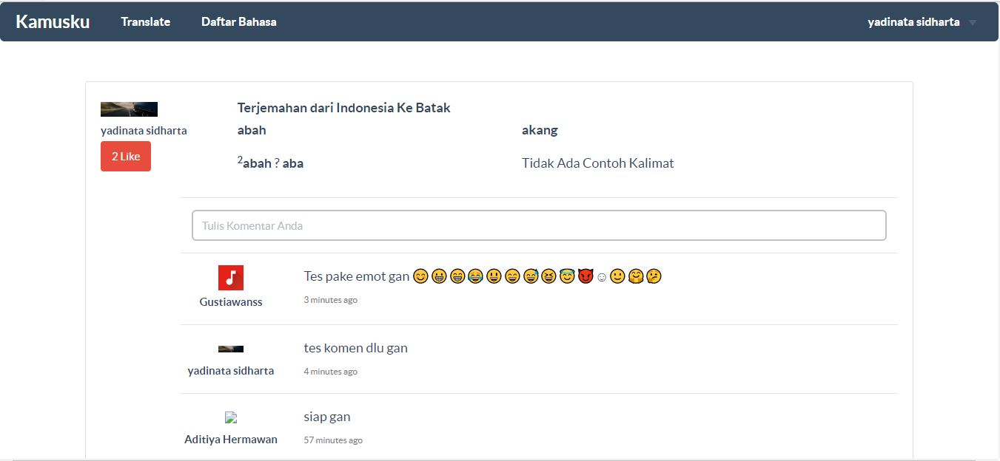 Kamusku Translate Daftar Bahasa yadinata sidharta
Terjemahan dari Indonesia Ke Batak
yadinata sidharta
abah akang
2 Like
²abah ? aba Tidak Ada Contoh Kalimat
Tulis Komentar Anda
Tes pake emot gan 😊😀😁😂😃😄😅😆😇😈☺🙂🤗🤔
Gustiawanss
3 minutes ago
tes komen dlu gan
yadinata sidharta
4 minutes ago
siap gan
Aditiya Hermawan
57 minutes ago